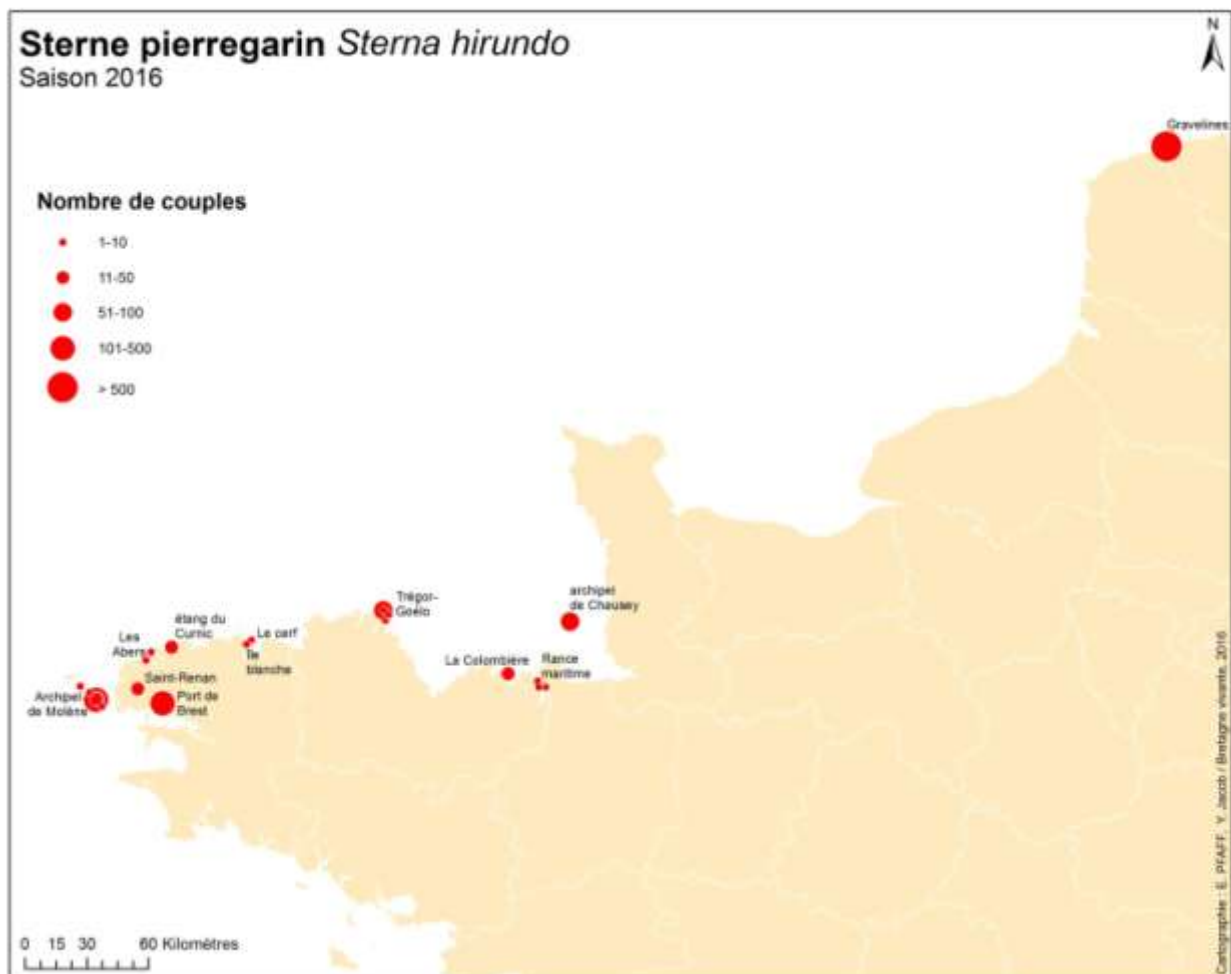 Sterne pierregarin Sterna hirundo
Saison 2016
N
Gravelines
Nombre de couples
1-10
11-50
51-100
101-500
> 500
Trégor-
Goëlo
archipel
de Chausey
étang du
Curnic
Le cerf
Les
Abers
île
blanche
La Colombière
Rance
maritime
Saint-Renan
Archipel
de Molène
Port de
Brest
0 15 30 60 Kilomètres
Cartographie : E. PFAFF, Y. Jacob / Bretagne vivante, 2016